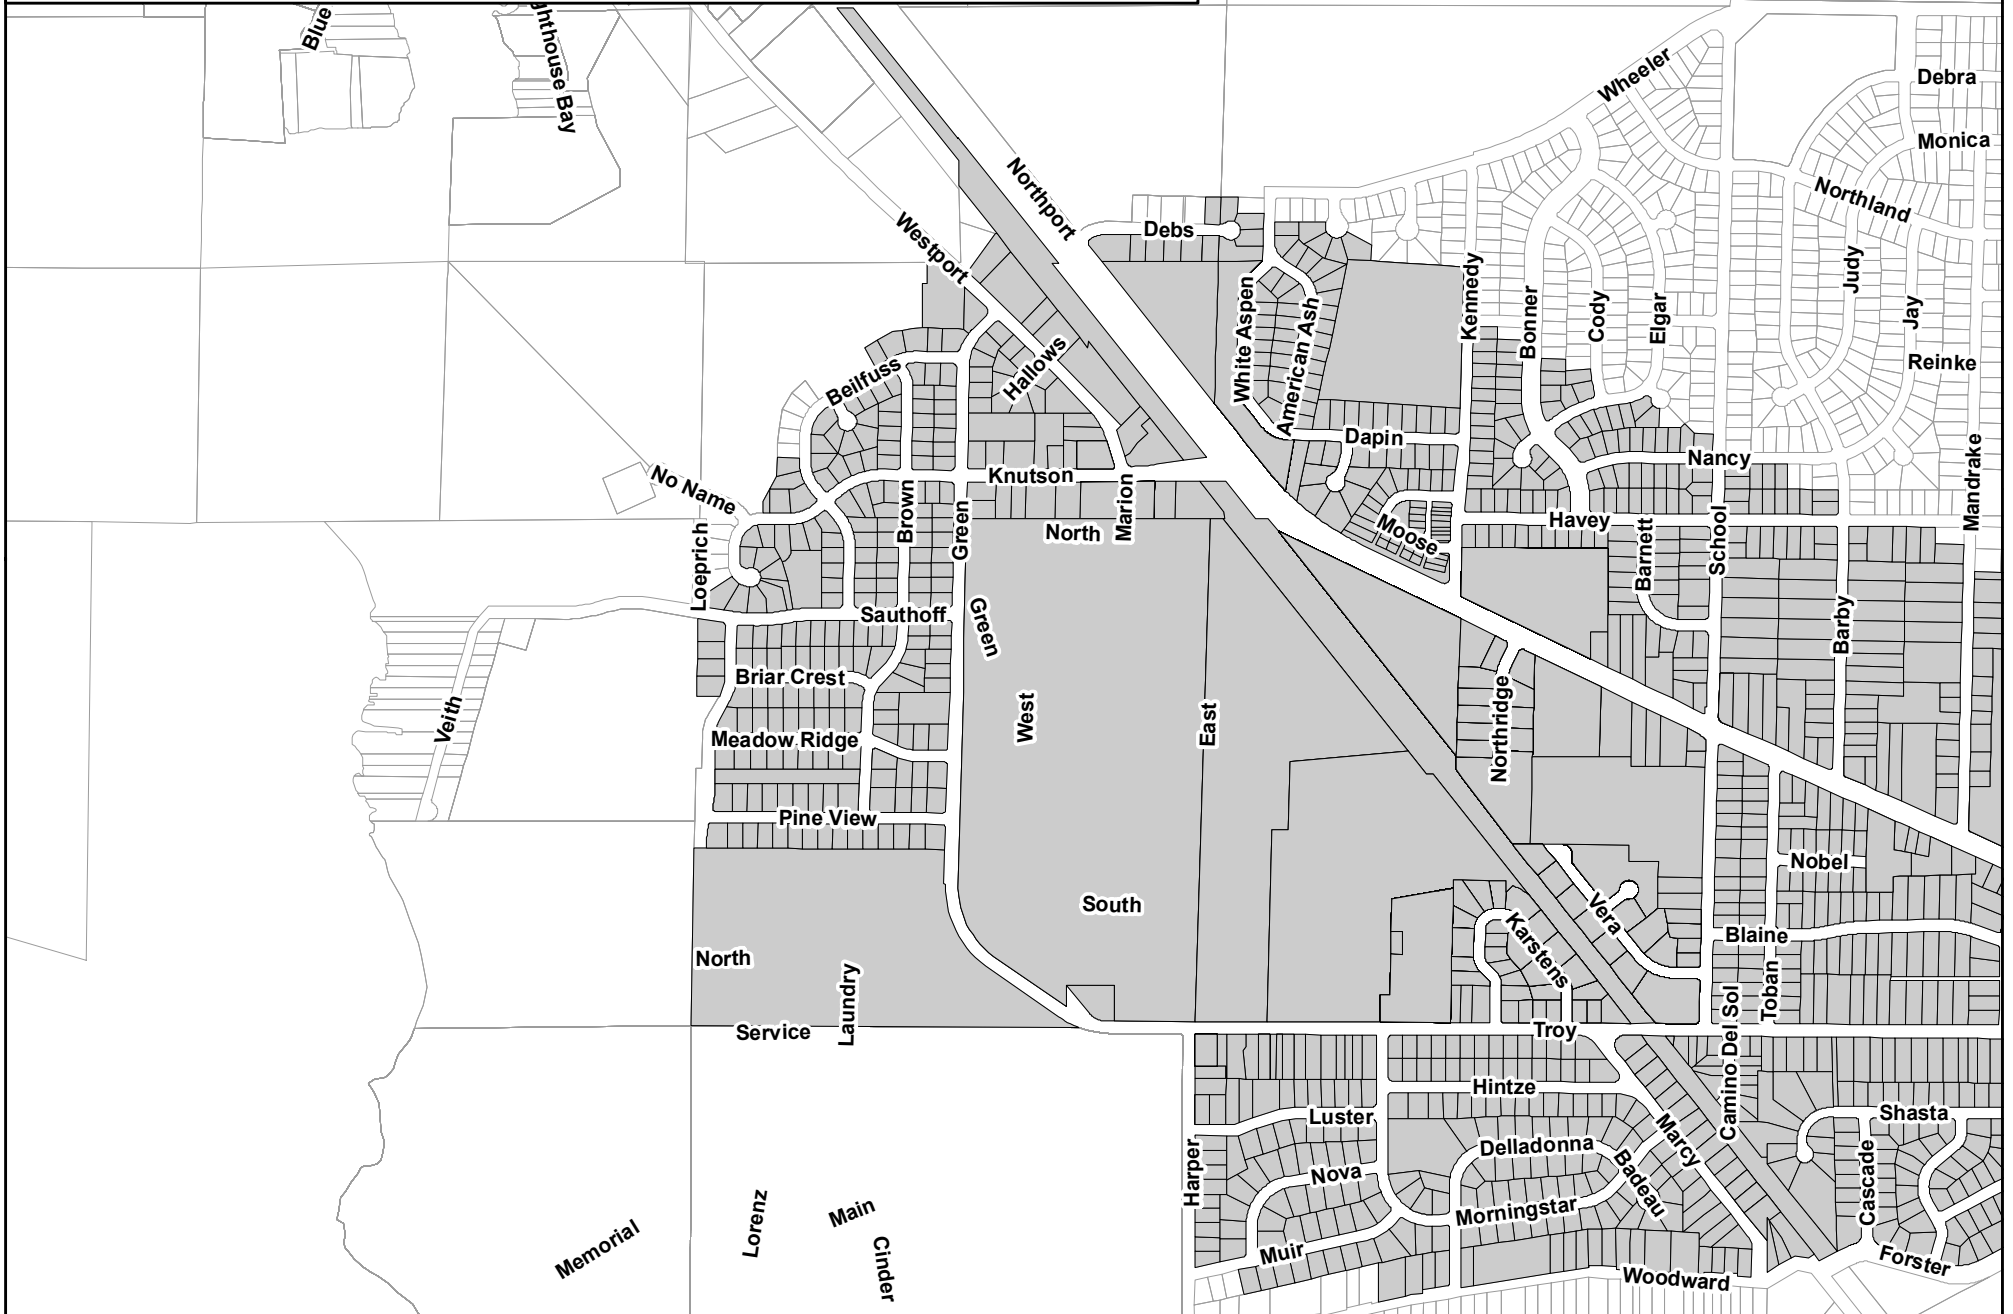 Blue
ghthouse Bay
Wheeler
Debra
Monica
Northport
Northland
Debs
Westport
Judy
Kennedy
White Aspen
American Ash
Bonner
Cody
Elgar
Jay
Hallows
Reinke
Beilfuss
Dapin
Nancy
Knutson
No Name
Mandrake
Brown
Green
Marion
North
Moose
Havey
School
Loeprich
Barnett
Sauthoff
Green
Barby
Briar Crest
West
East
Veith
Meadow Ridge
Northridge
Pine View
Nobel
South
Vera
Karstens
Blaine
North
Laundry
Toban
Service
Troy
Camino Del Sol
Hintze
Luster
Shasta
Marcy
Delladonna
Harper
Nova
Badeau
Cascade
Lorenz
Main
Morningstar
Memorial
Cinder
Muir
Forster
Woodward